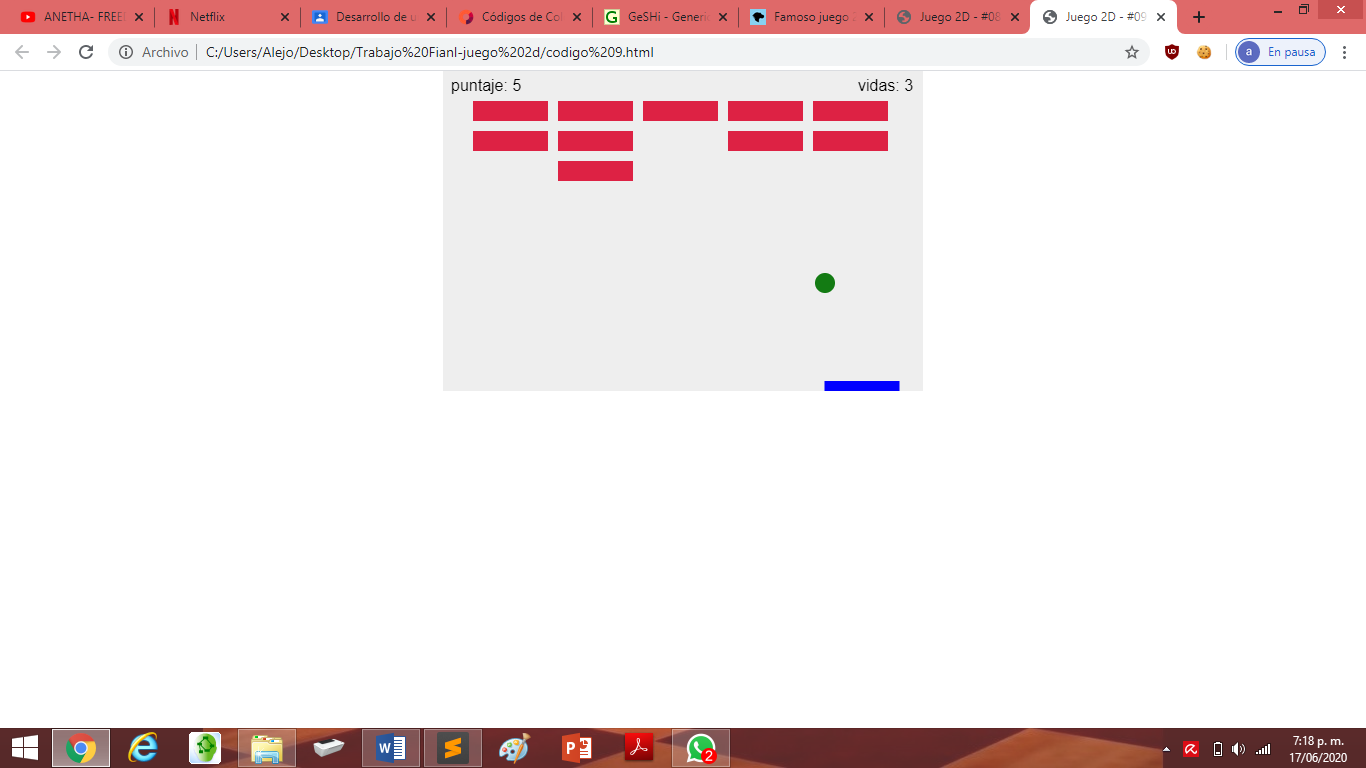 ANETHA- FREE
Netflix
Desarrollo de u
Códigos de Col
GeSHi - Generic
Famoso juego 2
Juego 2D - #08
Juego 2D - #09
Archivo
C:/Users/Alejo/Desktop/Trabajo%20Fianl-juego%202d/codigo%209.html
a En pausa
puntaje: 5
vidas: 3
2
7:18 p. m.
17/06/2020